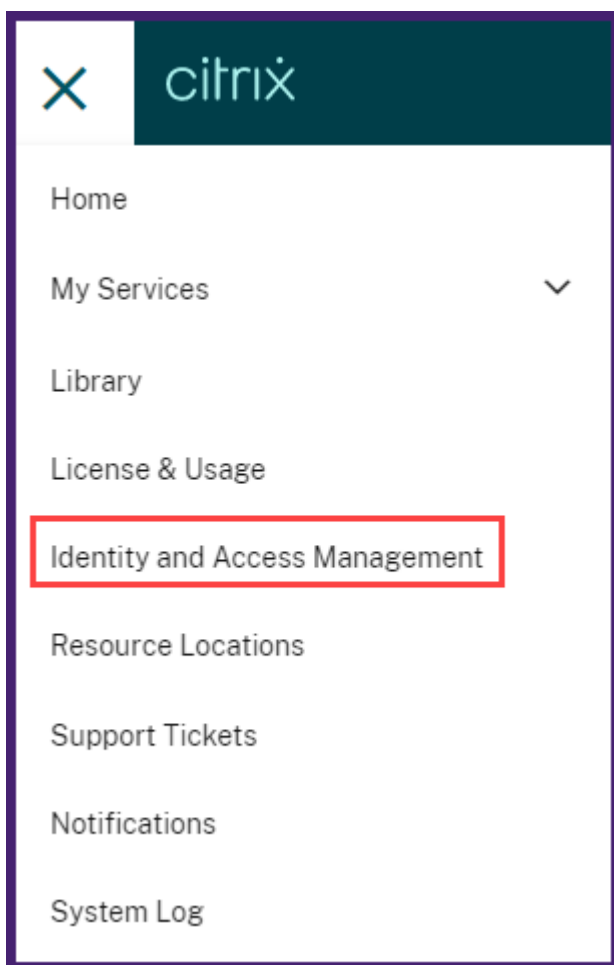 citrix
Home
My Services
Library
License & Usage
Identity and Access Management
Resource Locations
Support Tickets
Notifications
System Log